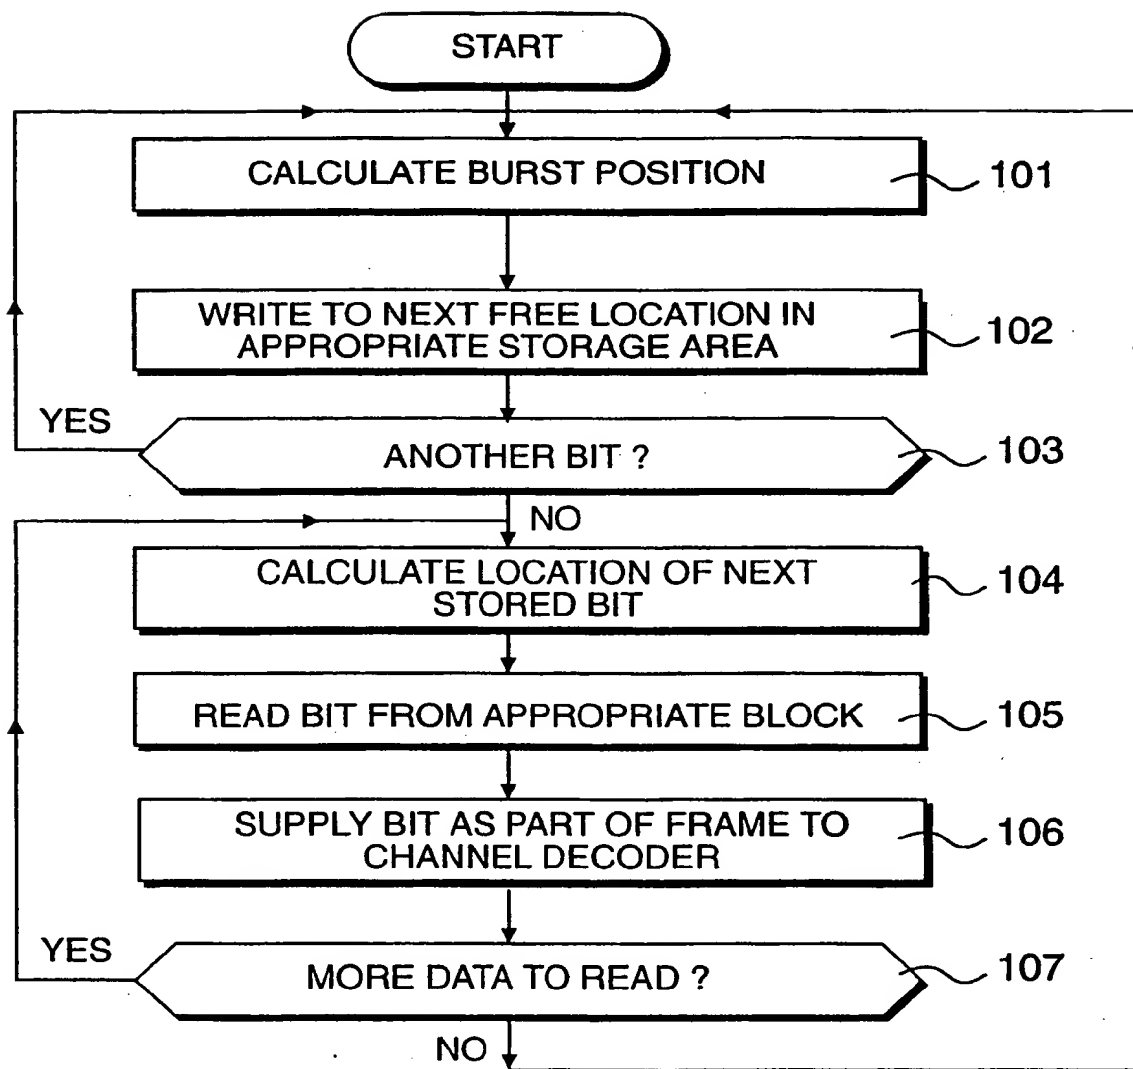 START
CALCULATE BURST POSITION
101
WRITE TO NEXT FREE LOCATION IN
APPROPRIATE STORAGE AREA
102
YES
ANOTHER BIT ?
103
NO
CALCULATE LOCATION OF NEXT
STORED BIT
104
READ BIT FROM APPROPRIATE BLOCK
105
SUPPLY BIT AS PART OF FRAME TO
CHANNEL DECODER
106
YES
MORE DATA TO READ ?
107
NO